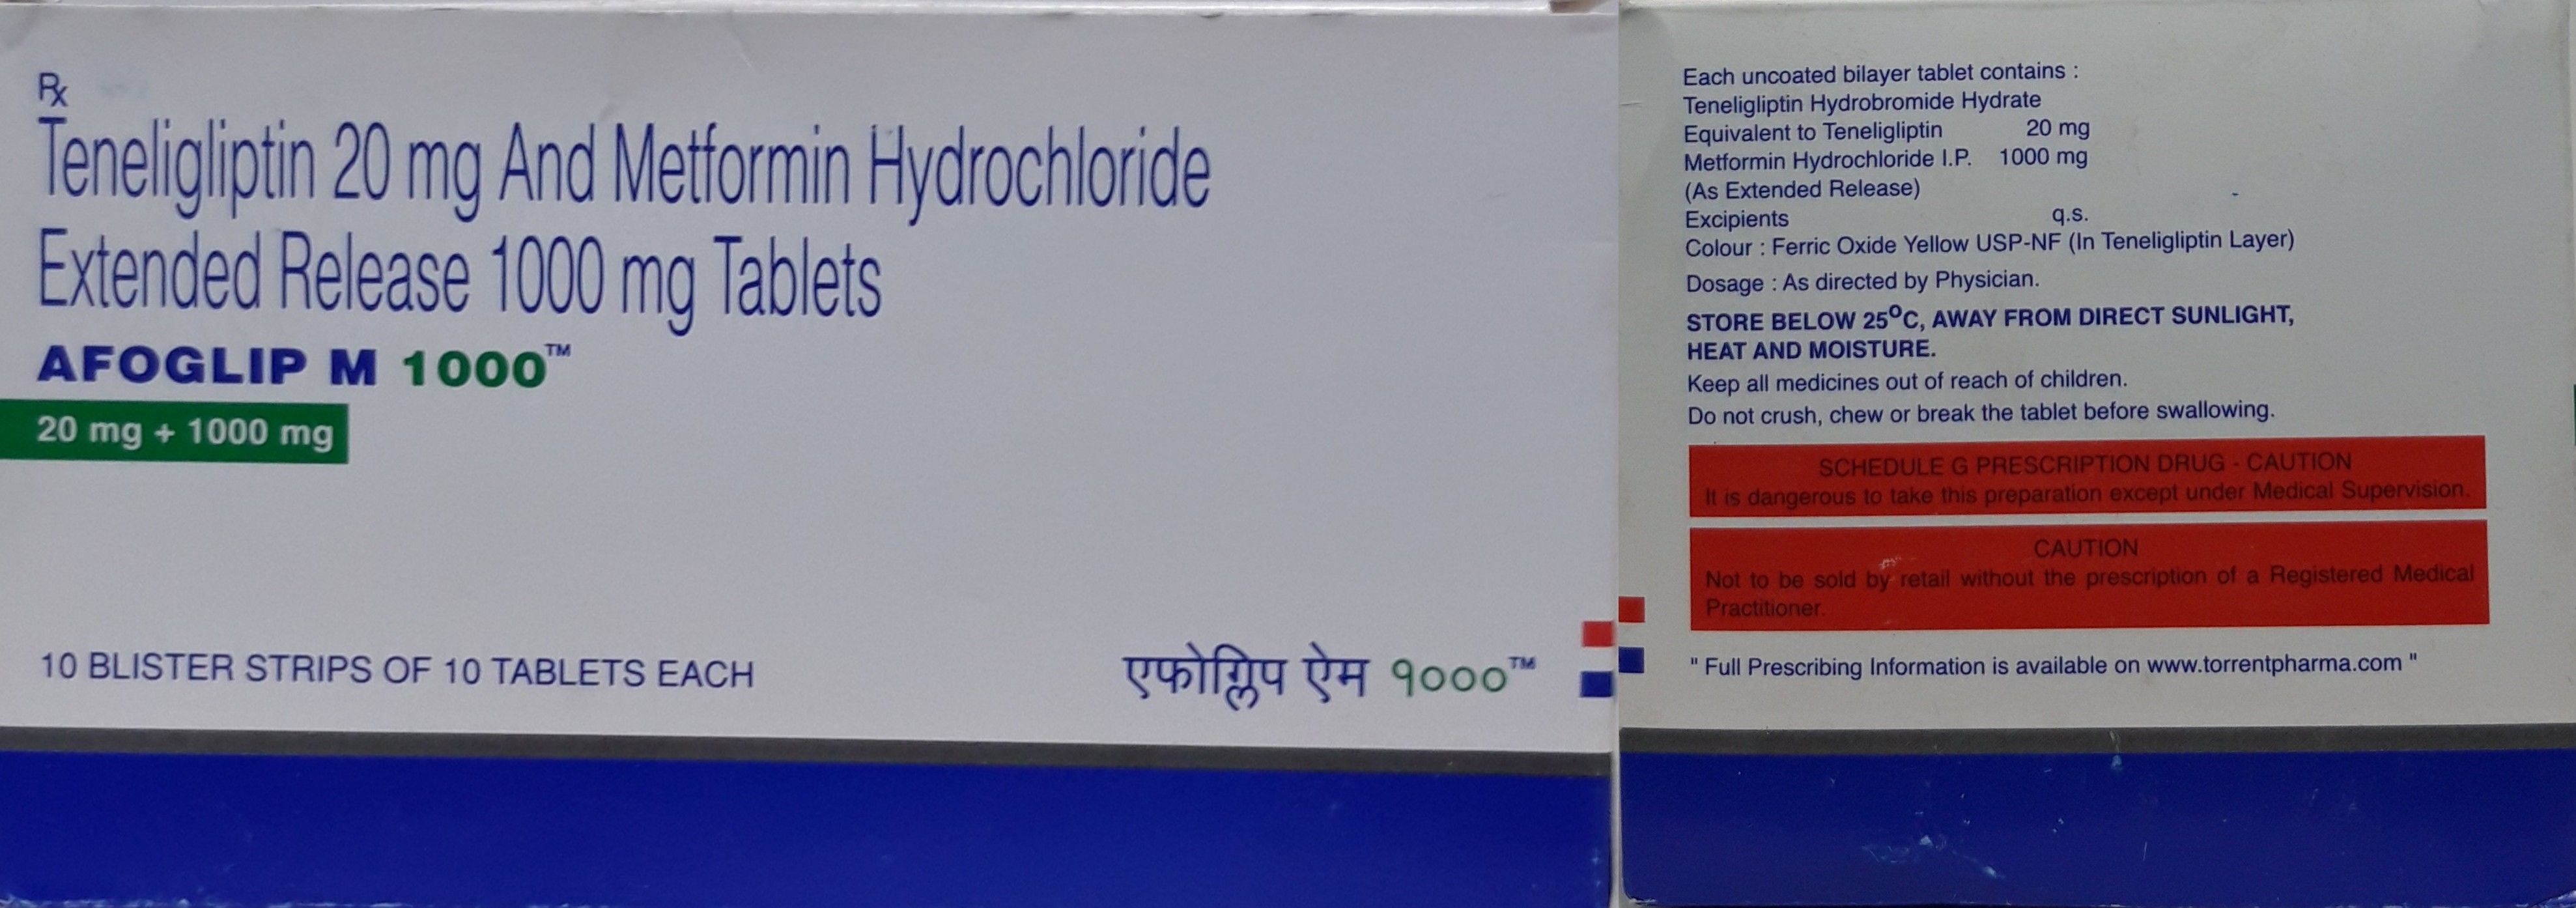 Rx
Teneligliptin 20 mg And Metformin Hydrochloride
Extended Release 1000 mg Tablets
AFOGLIP M 1000™
20 mg + 1000 mg
10 BLISTER STRIPS OF 10 TABLETS EACH
एफोग्लिप ऐम १०००™
Each uncoated bilayer tablet contains :
Teneligliptin Hydrobromide Hydrate
Equivalent to Teneligliptin 20 mg
Metformin Hydrochloride I.P. 1000 mg
(As Extended Release)
Excipients q.s.
Colour : Ferric Oxide Yellow USP-NF (In Teneligliptin Layer)
Dosage : As directed by Physician.
STORE BELOW 25⁰C, AWAY FROM DIRECT SUNLIGHT,
HEAT AND MOISTURE.
Keep all medicines out of reach of children.
Do not crush, chew or break the tablet before swallowing.
SCHEDULE G PRESCRIPTION DRUG - CAUTION
It is dangerous to take this preparation except under Medical Supervision.
CAUTION
Not to be sold by retail without the prescription of a Registered Medical
Practitioner.
" Full Prescribing Information is available on www.torrentpharma.com "